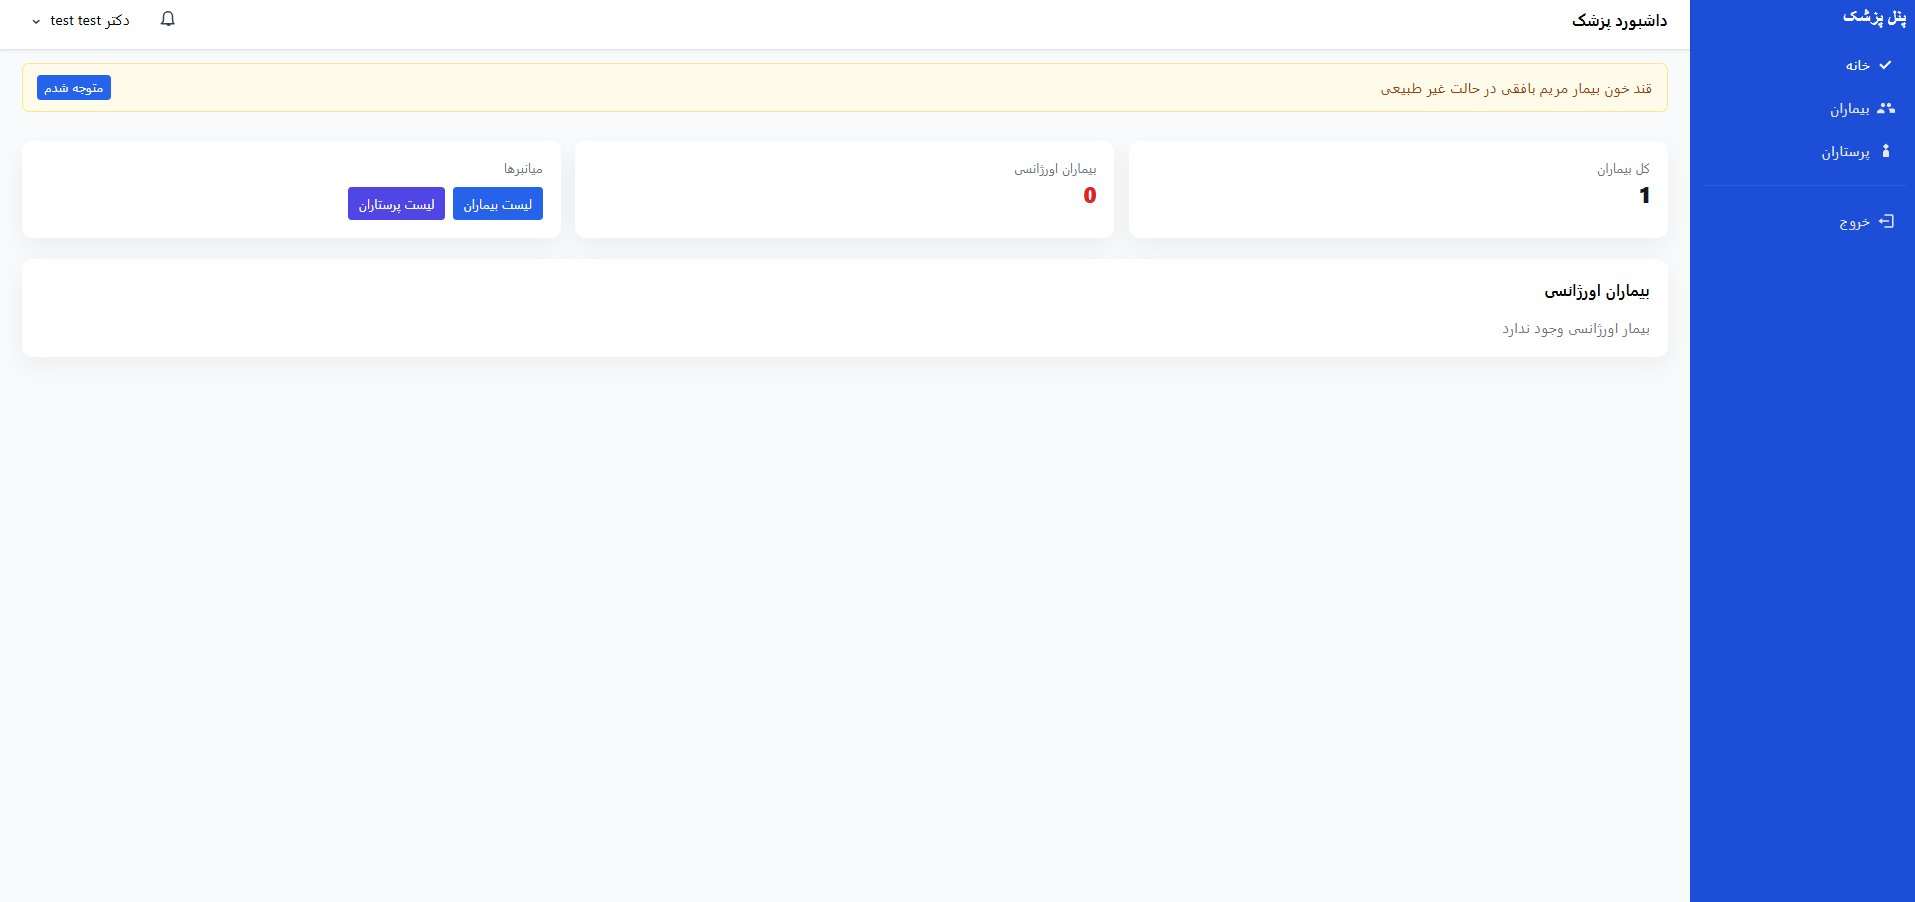 پنل پزشک
خانه
بیماران
پرستاران
خروج
داشبورد پزشک
دکتر test test
قند خون بیمار مریم بافقی در حالت غیر طبیعی
متوجه شدم
کل بیماران
1
بیماران اورژانسی
0
میانبرها
لیست بیماران
لیست پرستاران
بیماران اورژانسی
بیمار اورژانسی وجود ندارد